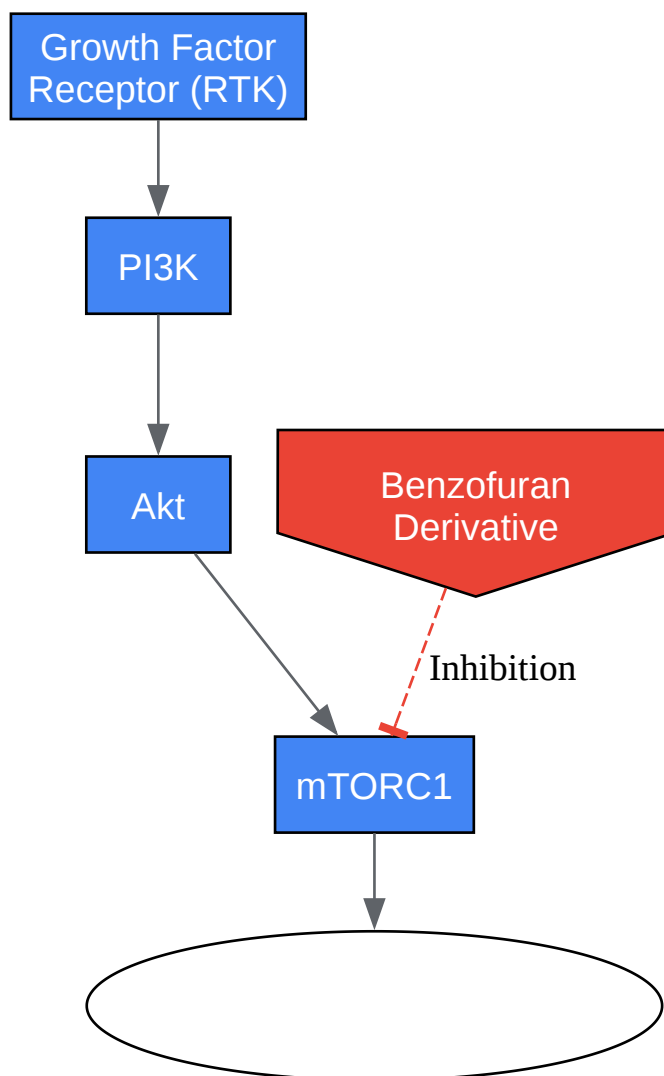 Growth Factor
Receptor (RTK)
PI3K
Akt
Benzofuran
Derivative
Inhibition
mTORC1